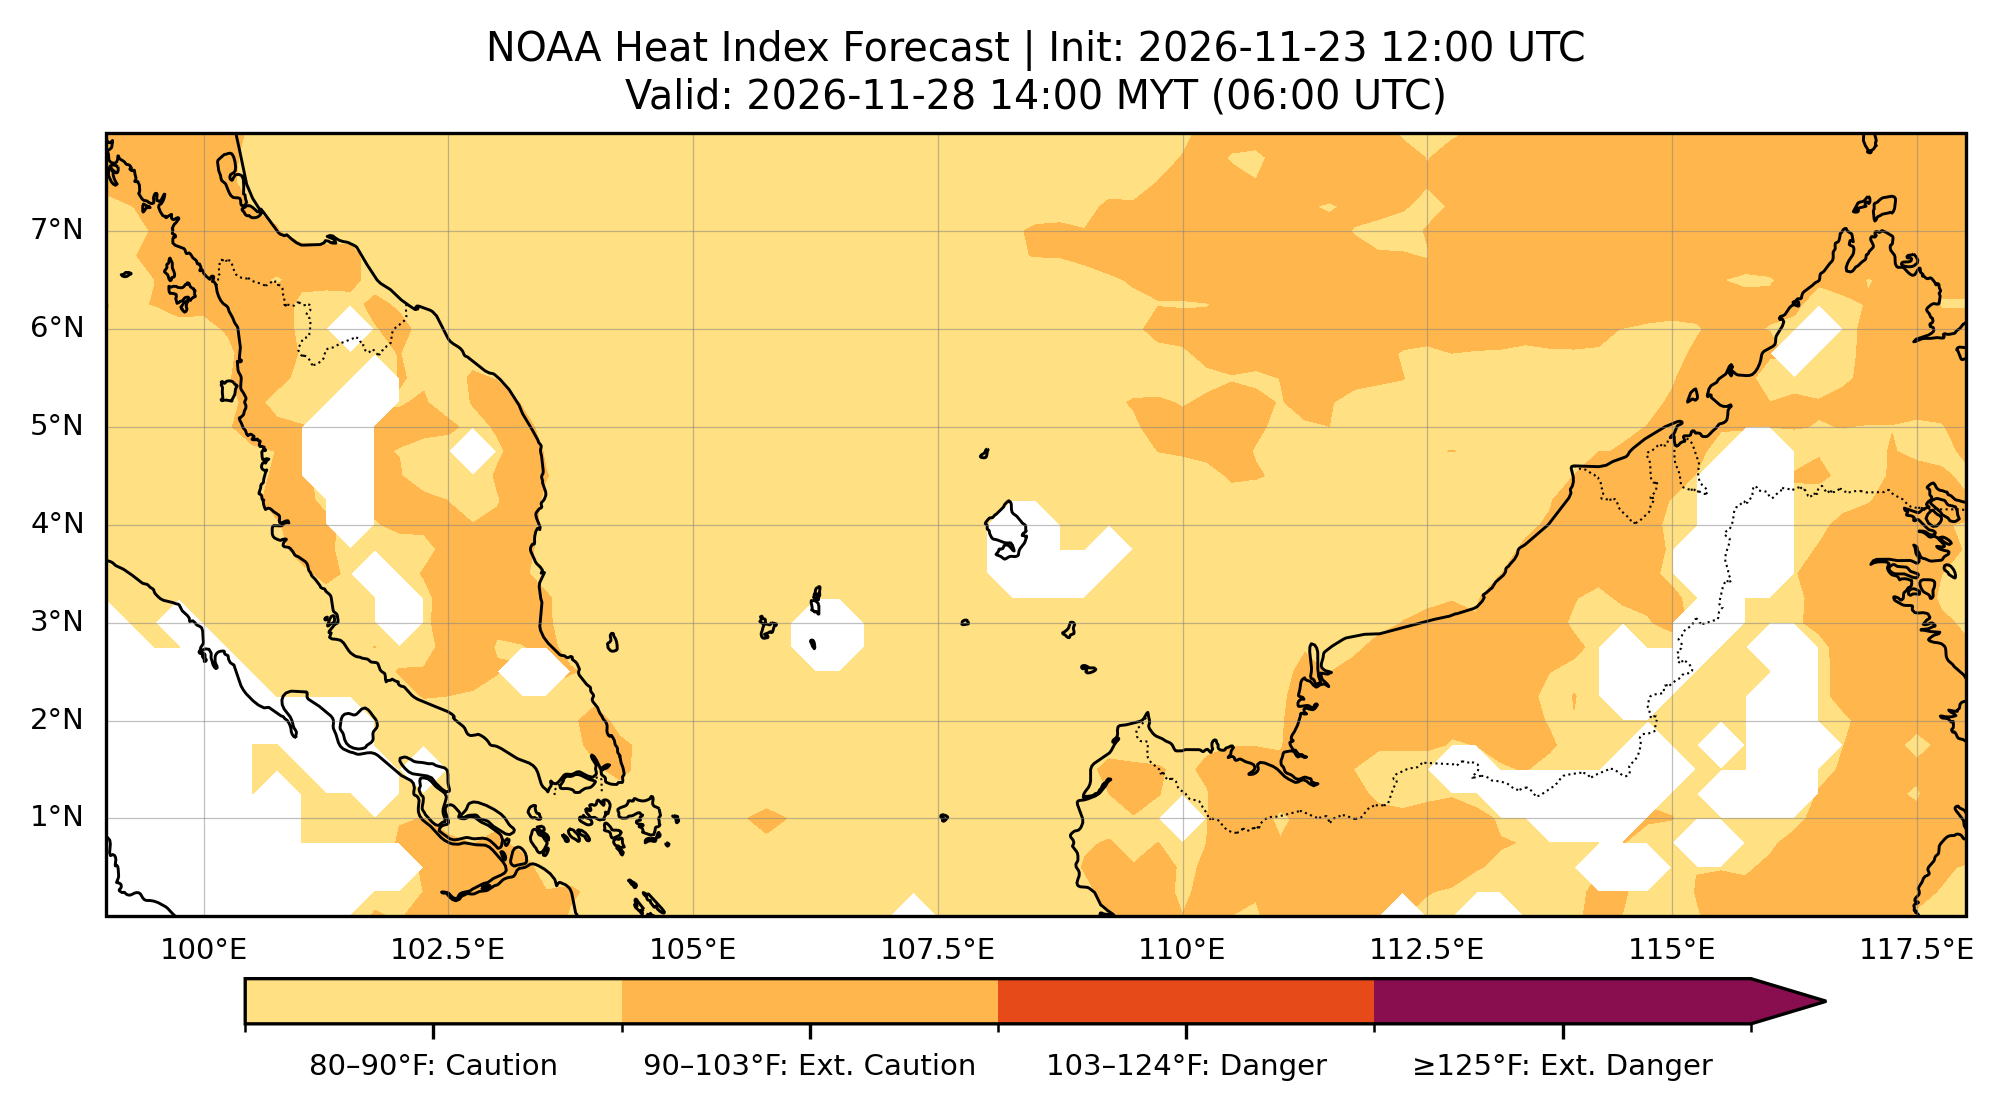 NOAA Heat Index Forecast | Init: 2026-11-23 12:00 UTC
Valid: 2026-11-28 14:00 MYT (06:00 UTC)
7°N
6°N
5°N
4°N
3°N
2°N
1°N
100°E 102.5°E 105°E 107.5°E 110°E 112.5°E 115°E 117.5°E
80–90°F: Caution 90–103°F: Ext. Caution 103–124°F: Danger ≥125°F: Ext. Danger